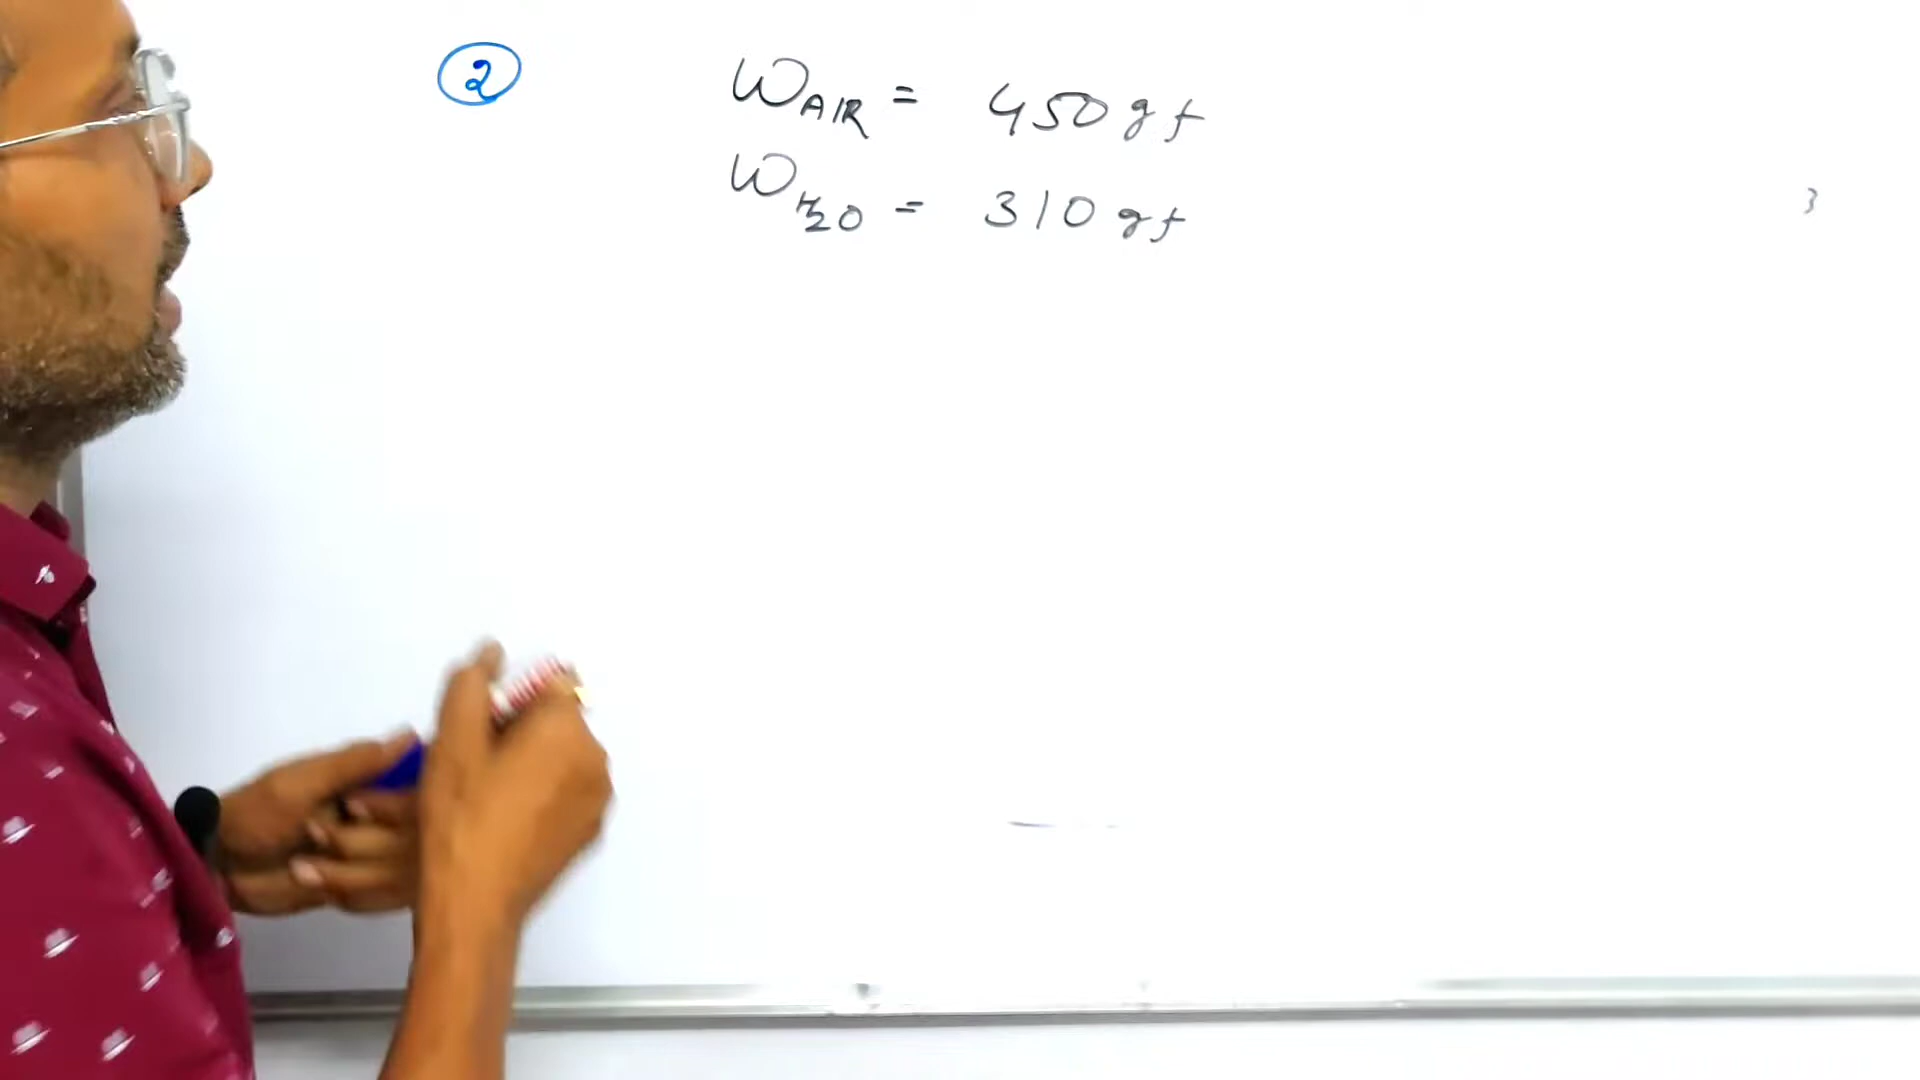 2
W_AIR = 450 gf
W_H2O = 310 gf